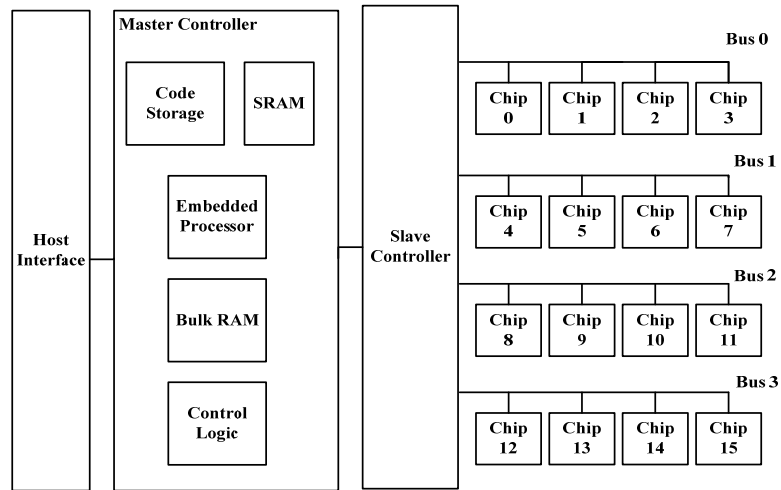 Host
Interface
Master Controller
Code
Storage
SRAM
Embedded
Processor
Bulk RAM
Control
Logic
Slave
Controller
Bus 0
Chip
0
Chip
1
Chip
2
Chip
3
Bus 1
Chip
4
Chip
5
Chip
6
Chip
7
Bus 2
Chip
8
Chip
9
Chip
10
Chip
11
Bus 3
Chip
12
Chip
13
Chip
14
Chip
15